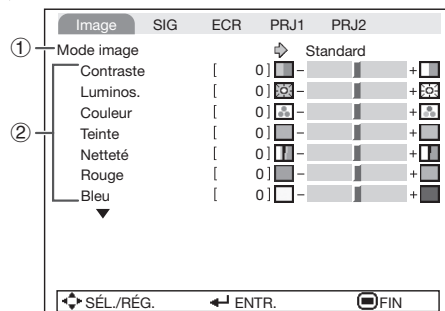 Image SIG ECR PRJ1 PRJ2
① Mode image Standard
② Contraste [ 0 ] - +
Luminos. [ 0 ] - +
Couleur [ 0 ] - +
Teinte [ 0 ] - +
Netteté [ 0 ] - +
Rouge [ 0 ] - +
Bleu [ 0 ] - +
SÉL./RÉG. ENTR. FIN